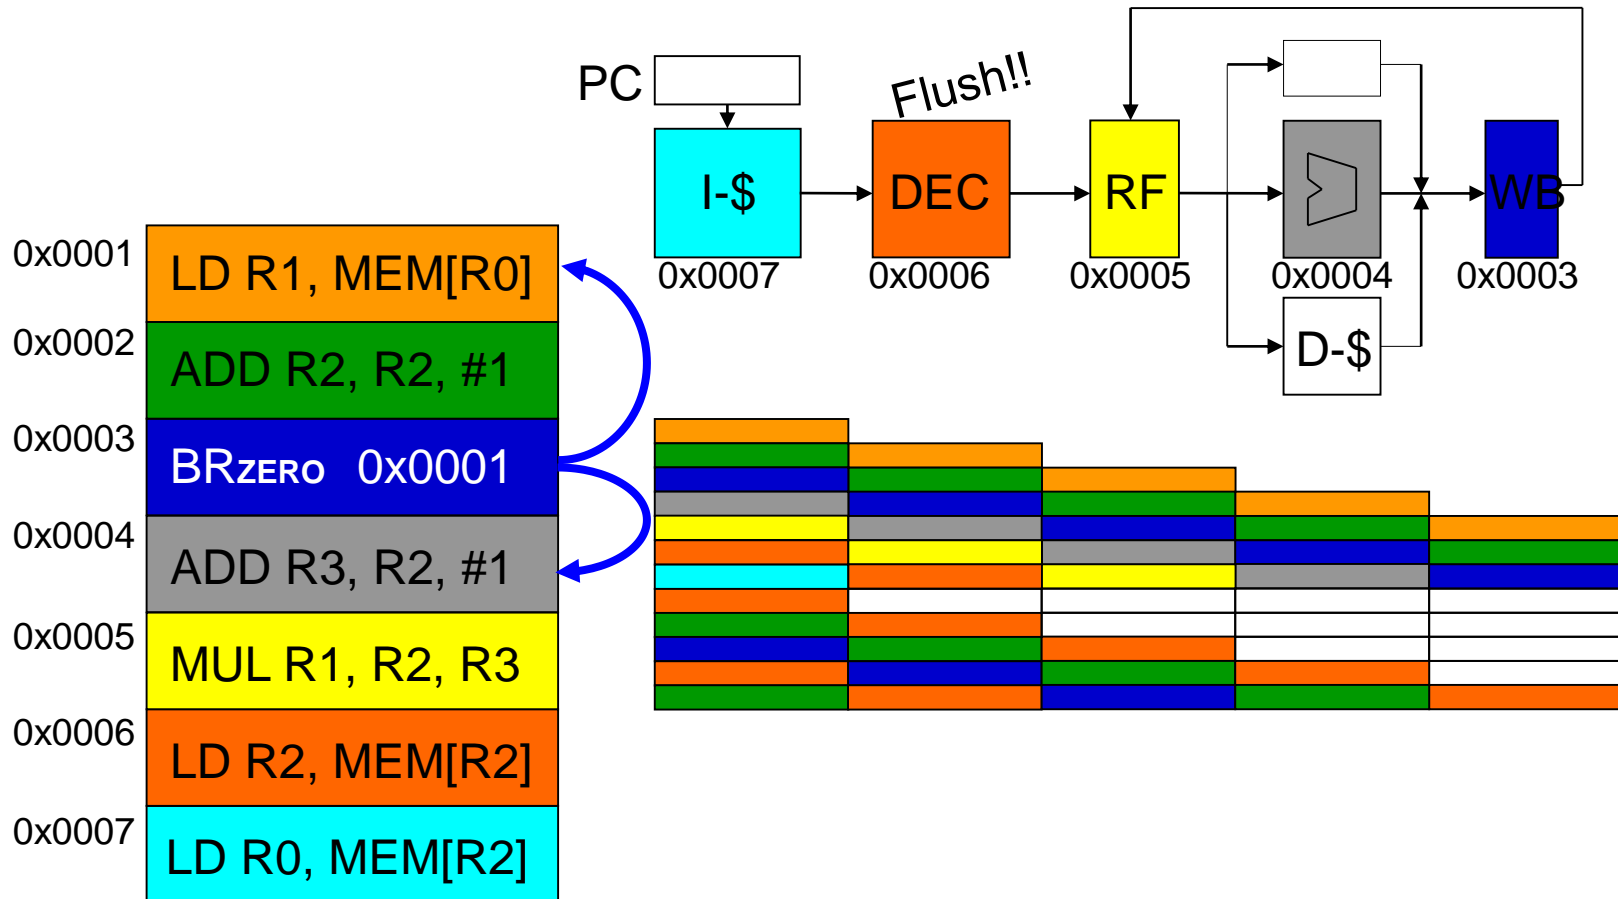 PC
Flush!!
I-$
DEC
RF
WB
0x0007
0x0006
0x0005
0x0004
0x0003
D-$
0x0001
LD R1, MEM[R0]
0x0002
ADD R2, R2, #1
0x0003
BRZERO 0x0001
0x0004
ADD R3, R2, #1
0x0005
MUL R1, R2, R3
0x0006
LD R2, MEM[R2]
0x0007
LD R0, MEM[R2]